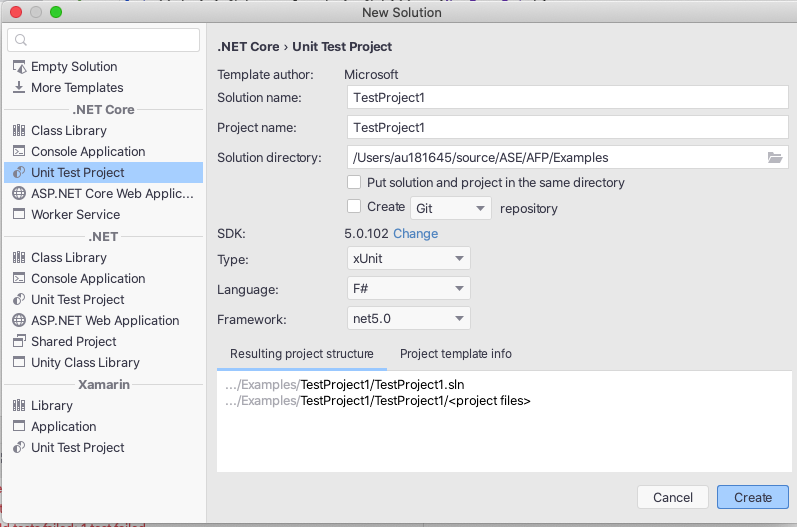 New Solution
Empty Solution
More Templates
.NET Core
Class Library
Console Application
Unit Test Project
ASP.NET Core Web Applic...
Worker Service
.NET
Class Library
Console Application
Unit Test Project
ASP.NET Web Application
Shared Project
Unity Class Library
Xamarin
Library
Application
Unit Test Project
.NET Core › Unit Test Project
Template author: Microsoft
Solution name: TestProject1
Project name: TestProject1
Solution directory: /Users/au181645/source/ASE/AFP/Examples
Put solution and project in the same directory
Create Git repository
SDK: 5.0.102 Change
Type: xUnit
Language: F#
Framework: net5.0
Resulting project structure Project template info
.../Examples/TestProject1/TestProject1.sln
.../Examples/TestProject1/TestProject1/<project files>
Cancel Create